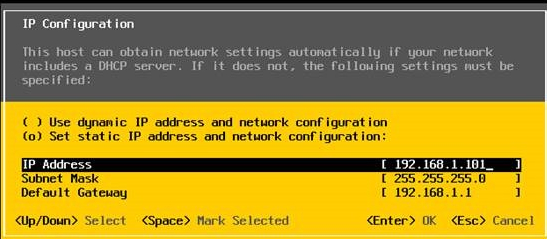 IP Configuration
This host can obtain network settings automatically if your network
includes a DHCP server. If it does not, the following settings must be
specified:
( ) Use dynamic IP address and network configuration
(o) Set static IP address and network configuration:
IP Address [ 192.168.1.101_ ]
Subnet Mask [ 255.255.255.0 ]
Default Gateway [ 192.168.1.1 ]
<Up/Down> Select <Space> Mark Selected <Enter> OK <Esc> Cancel